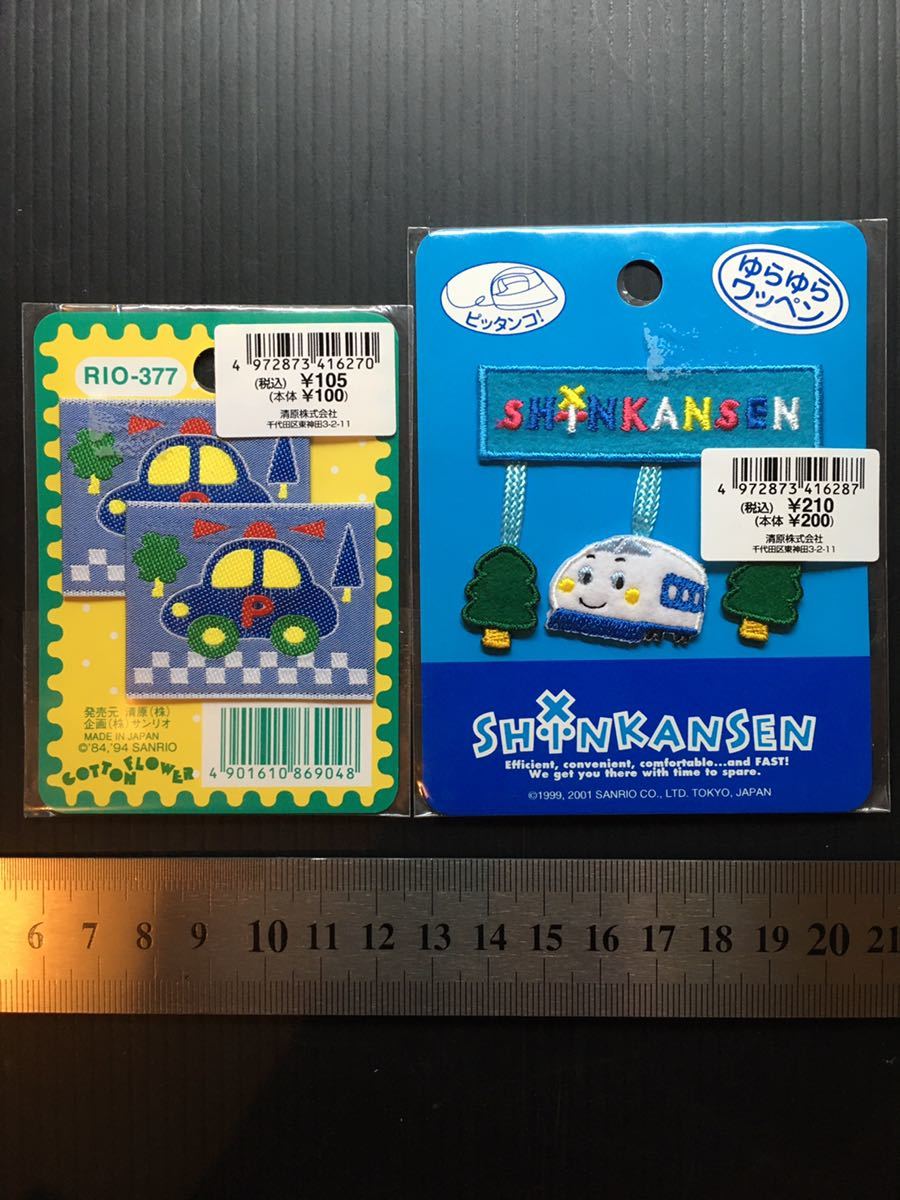 RIO-377
4 972873 416270
(税込) ¥105
(本体 ¥100)
清原株式会社
千代田区東神田3-2-11
P
P
発売元 清原(株)
企画(株)サンリオ
MADE IN JAPAN
©'84,'94 SANRIO
COTTON FLOWER
4 901610 869048
ピッタンコ!
ゆらゆら
ワッペン
SHINKANSEN
4 972873 416287
(税込) ¥210
(本体 ¥200)
清原株式会社
千代田区東神田3-2-11
SHINKANSEN
Efficient, convenient, comfortable...and FAST!
We get you there with time to spare.
©1999, 2001 SANRIO CO., LTD. TOKYO, JAPAN
6 7 8 9 10 11 12 13 14 15 16 17 18 19 20 21